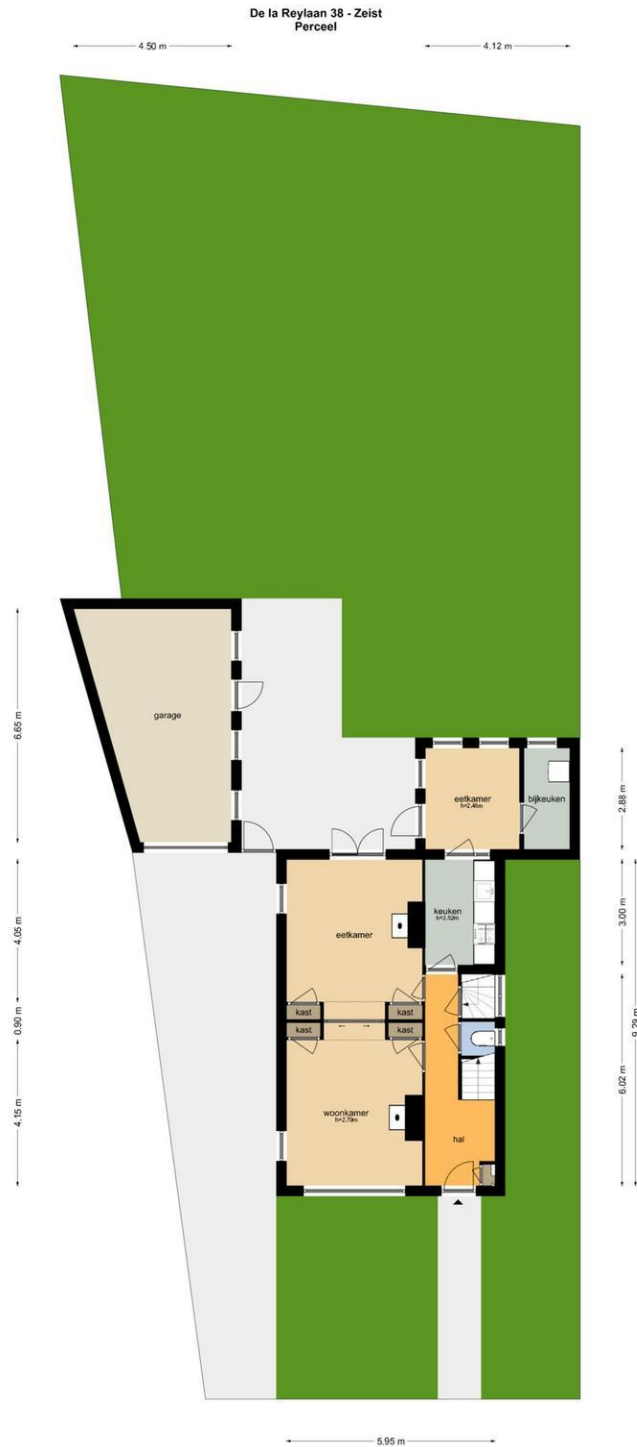 De la Reylaan 38 - Zeist
Perceel
4.50 m
4.12 m
garage
6.65 m
eetkamer
h=2.46m
bijkeuken
2.88 m
eetkamer
keuken
h=2.52m
4.05 m
3.00 m
kast
kast
kast
kast
0.90 m
9.29 m
6.02 m
woonkamer
h=2.79m
hal
4.15 m
5.95 m